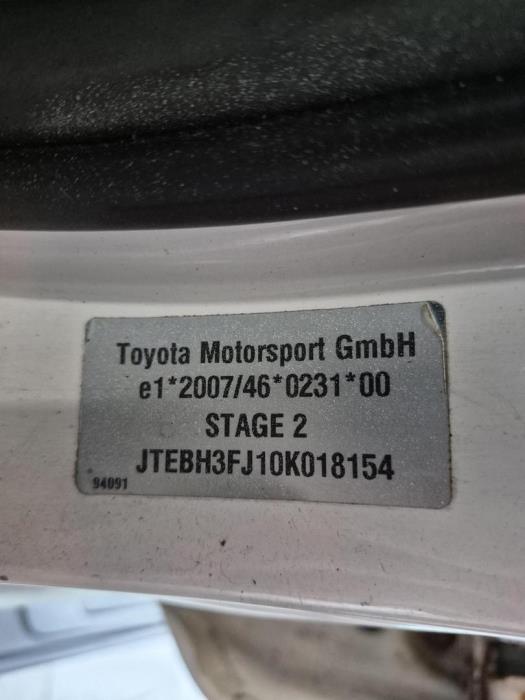 Toyota Motorsport GmbH
e1*2007/46*0231*00
STAGE 2
JTEBH3FJ10K018154
94091